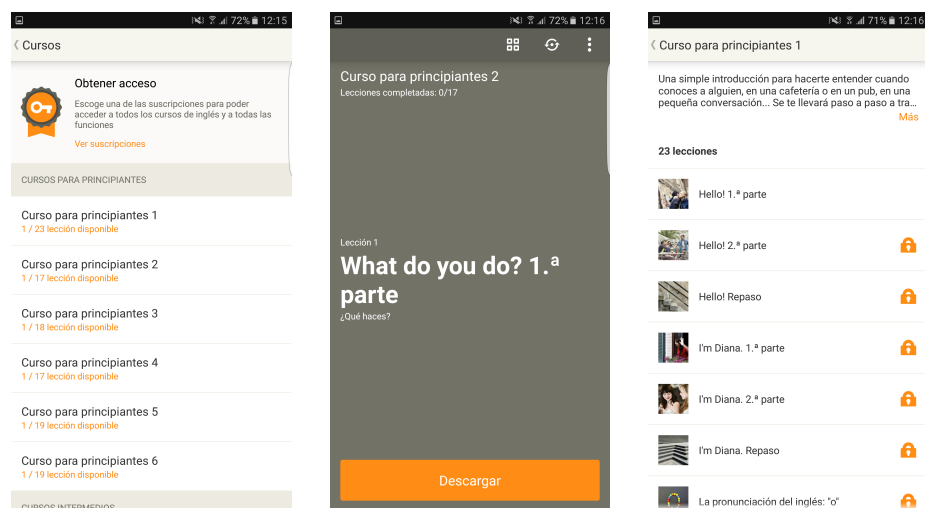 72% 12:15
Cursos
Obtener acceso
Escoge una de las suscripciones para poder
acceder a todos los cursos de inglés y a todas las
funciones
Ver suscripciones
CURSOS PARA PRINCIPIANTES
Curso para principiantes 1
1 / 23 lección disponible
Curso para principiantes 2
1 / 17 lección disponible
Curso para principiantes 3
1 / 18 lección disponible
Curso para principiantes 4
1 / 17 lección disponible
Curso para principiantes 5
1 / 19 lección disponible
Curso para principiantes 6
1 / 19 lección disponible
CURSOS INTERMEDIOS
72% 12:16
Curso para principiantes 2
Lecciones completadas: 0/17
Lección 1
What do you do? 1.ª
parte
¿Qué haces?
Descargar
71% 12:16
Curso para principiantes 1
Una simple introducción para hacerte entender cuando
conoces a alguien, en una cafetería o en un pub, en una
pequeña conversación... Se te llevará paso a paso a tra...
Más
23 lecciones
Hello! 1.ª parte
Hello! 2.ª parte
Hello! Repaso
I'm Diana. 1.ª parte
I'm Diana. 2.ª parte
I'm Diana. Repaso
La pronunciación del inglés: "o"